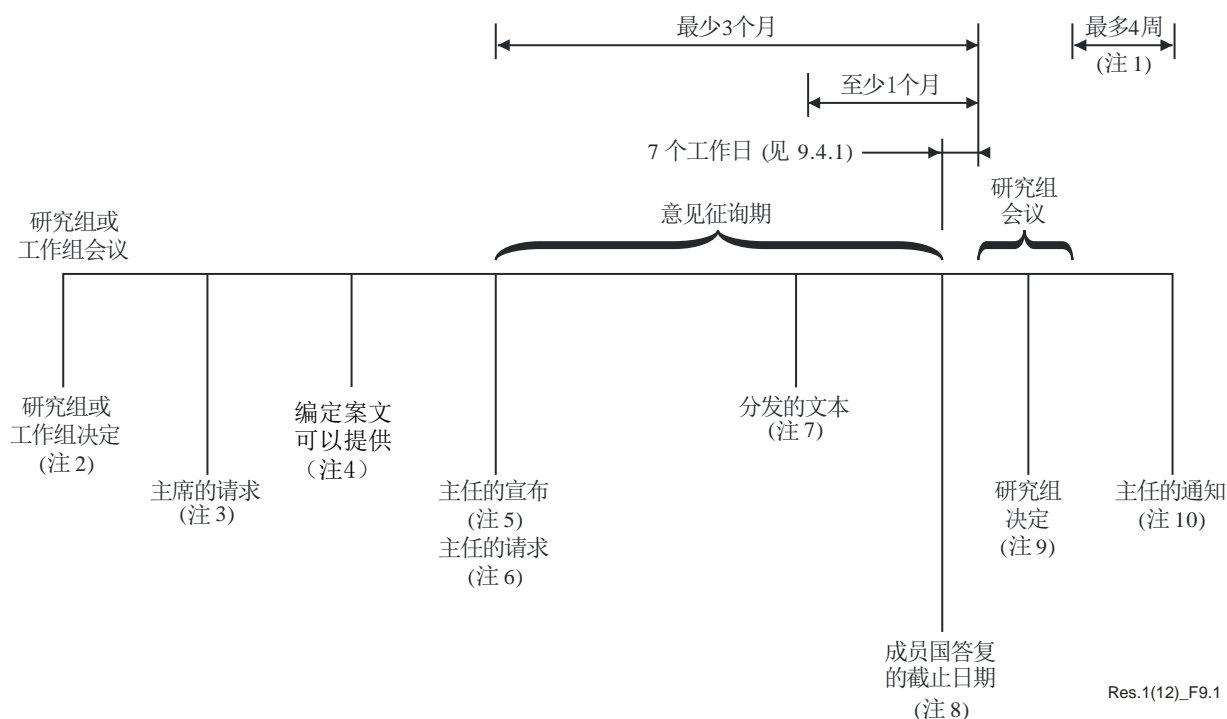 最少3个月
最多4周
(注 1)
至少1个月
7 个工作日 (见 9.4.1)
研究组或
工作组会议
意见征询期
研究组
会议
研究组或
工作组决定
(注 2)
主席的请求
(注 3)
编定案文
可以提供
（注4）
主任的宣布
(注 5)
主任的请求
(注 6)
分发的文本
(注 7)
成员国答复
的截止日期
(注 8)
研究组
决定
(注 9)
主任的通知
(注 10)
Res.1(12)_F9.1